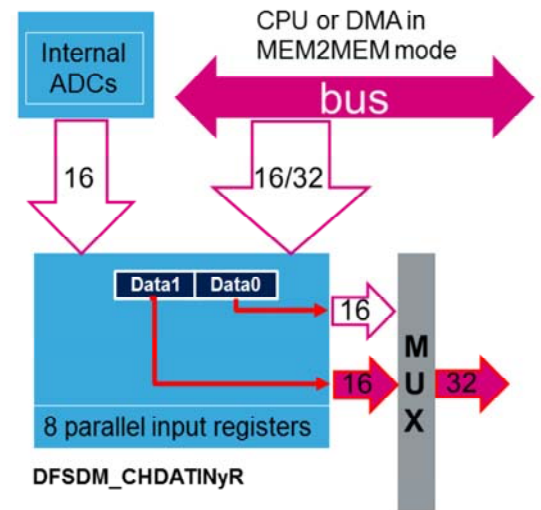 CPU or DMA in
MEM2MEM mode
Internal
ADCs
bus
16
16/32
Data1
Data0
16
16
M
U
X
32
8 parallel input registers
DFSDM_CHDATINyR